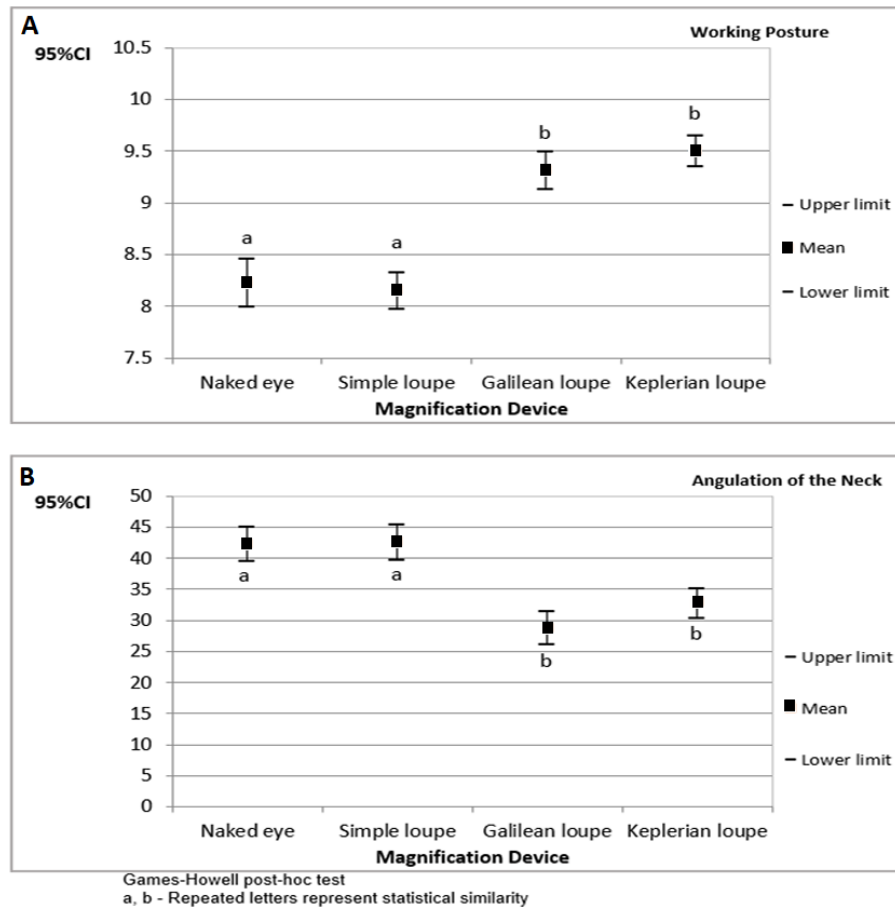 A
Working Posture
95%CI
10.5
10
9.5
9
8.5
8
7.5
a
a
b
b
Upper limit
Mean
Lower limit
Naked eye Simple loupe Galilean loupe Keplerian loupe
Magnification Device
B
Angulation of the Neck
95%CI
50
45
40
35
30
25
20
15
10
5
0
a
a
b
b
Upper limit
Mean
Lower limit
Naked eye Simple loupe Galilean loupe Keplerian loupe
Magnification Device
Games-Howell post-hoc test
a, b - Repeated letters represent statistical similarity